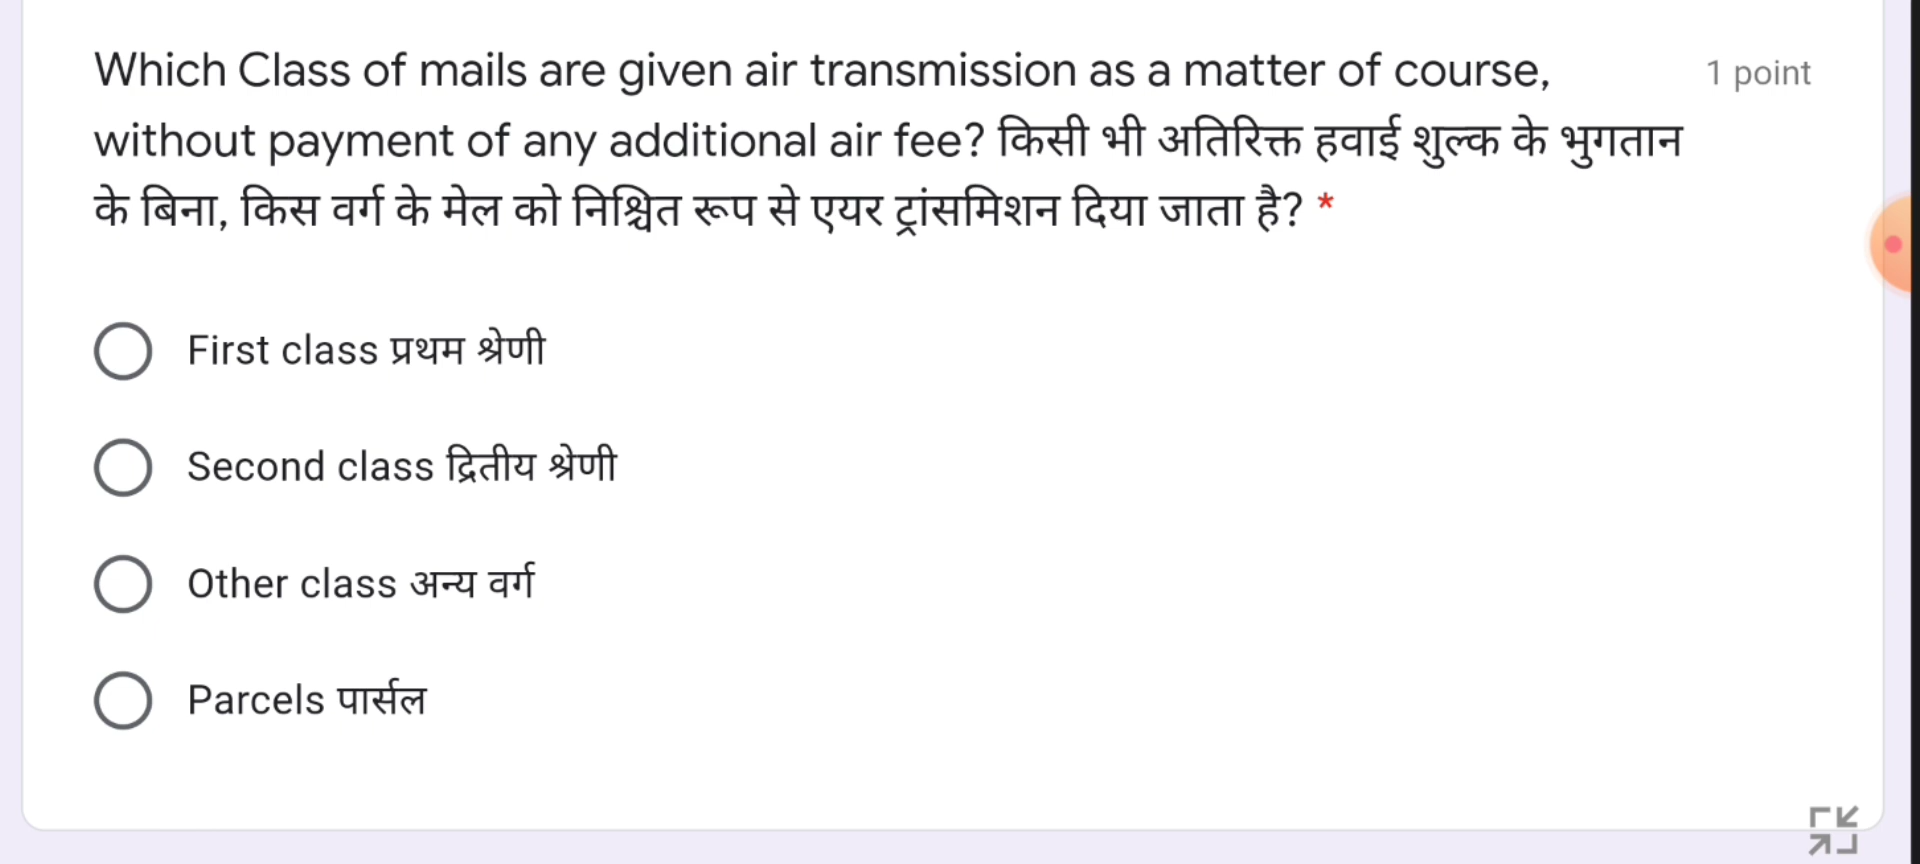 Which Class of mails are given air transmission as a matter of course,
1 point
without payment of any additional air fee? किसी भी अतिरिक्त हवाई शुल्क के भुगतान
के बिना, किस वर्ग के मेल को निश्चित रूप से एयर ट्रांसमिशन दिया जाता है? *
First class प्रथम श्रेणी
Second class द्वितीय श्रेणी
Other class अन्य वर्ग
Parcels पार्सल